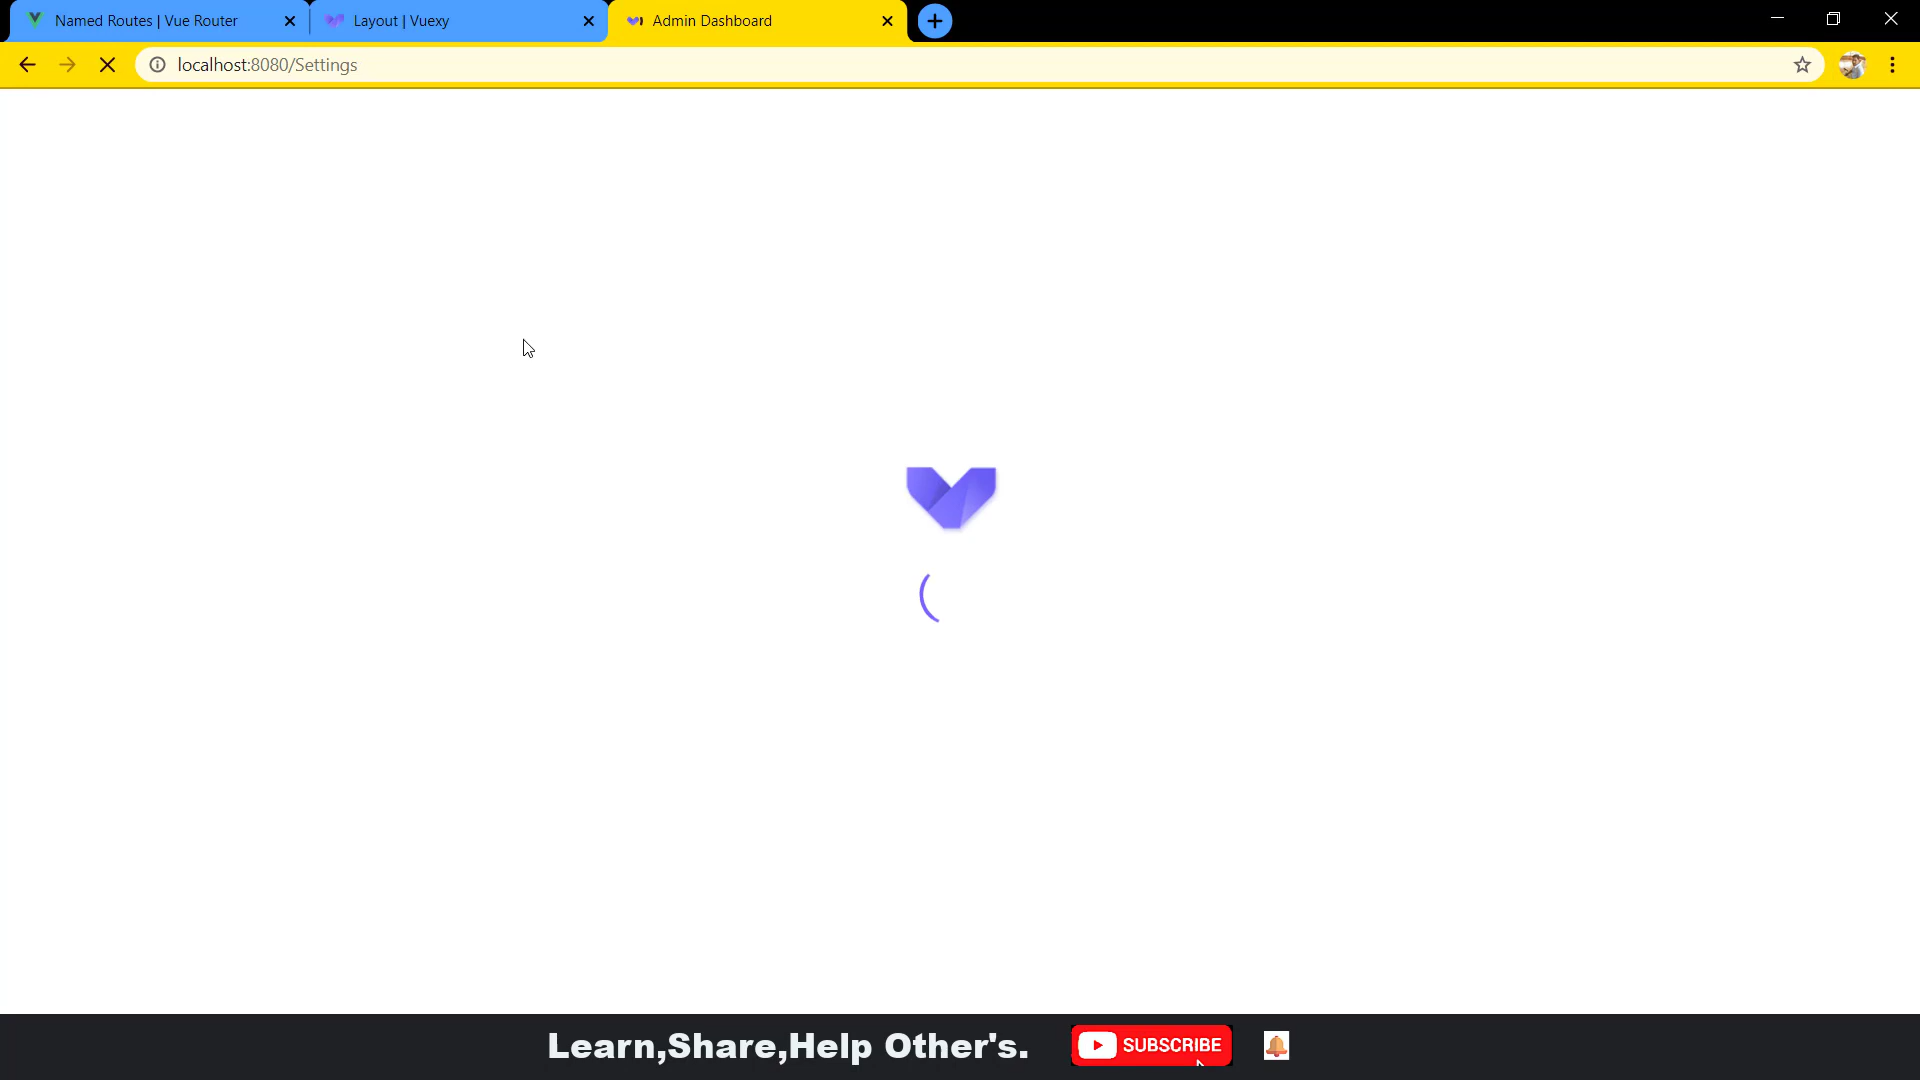 Named Routes | Vue Router
Layout | Vuexy
Admin Dashboard
localhost:8080/Settings
Learn,Share,Help Other's.
SUBSCRIBE